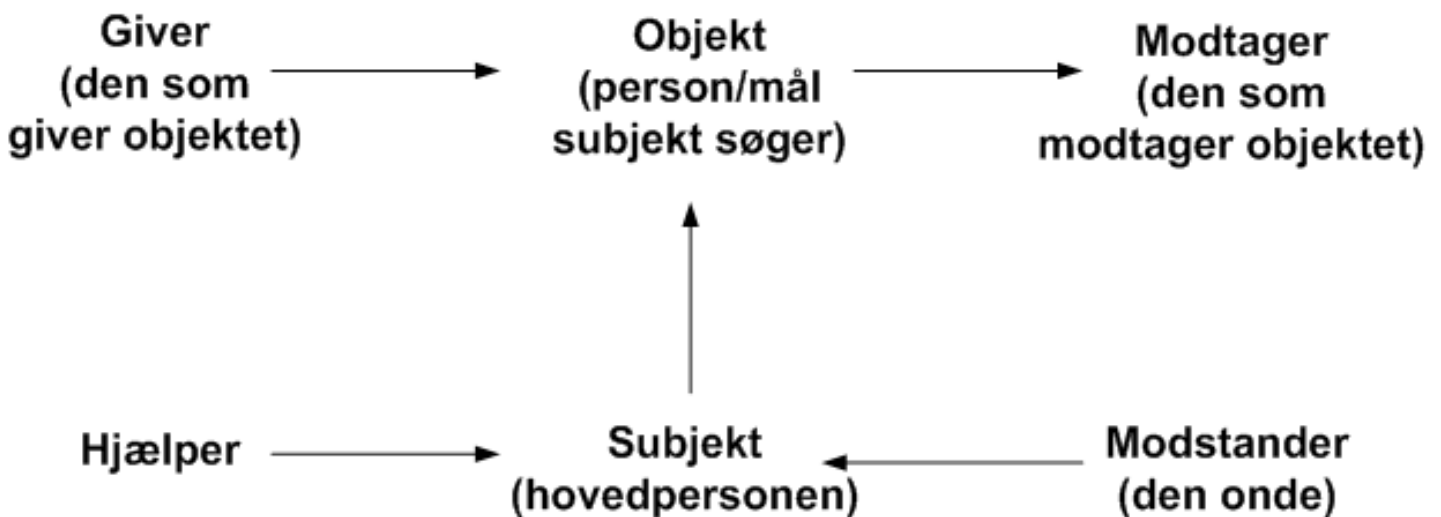 Giver
(den som
giver objektet)
Objekt
(person/mål
subjekt søger)
Modtager
(den som
modtager objektet)
Hjælper
Subjekt
(hovedpersonen)
Modstander
(den onde)